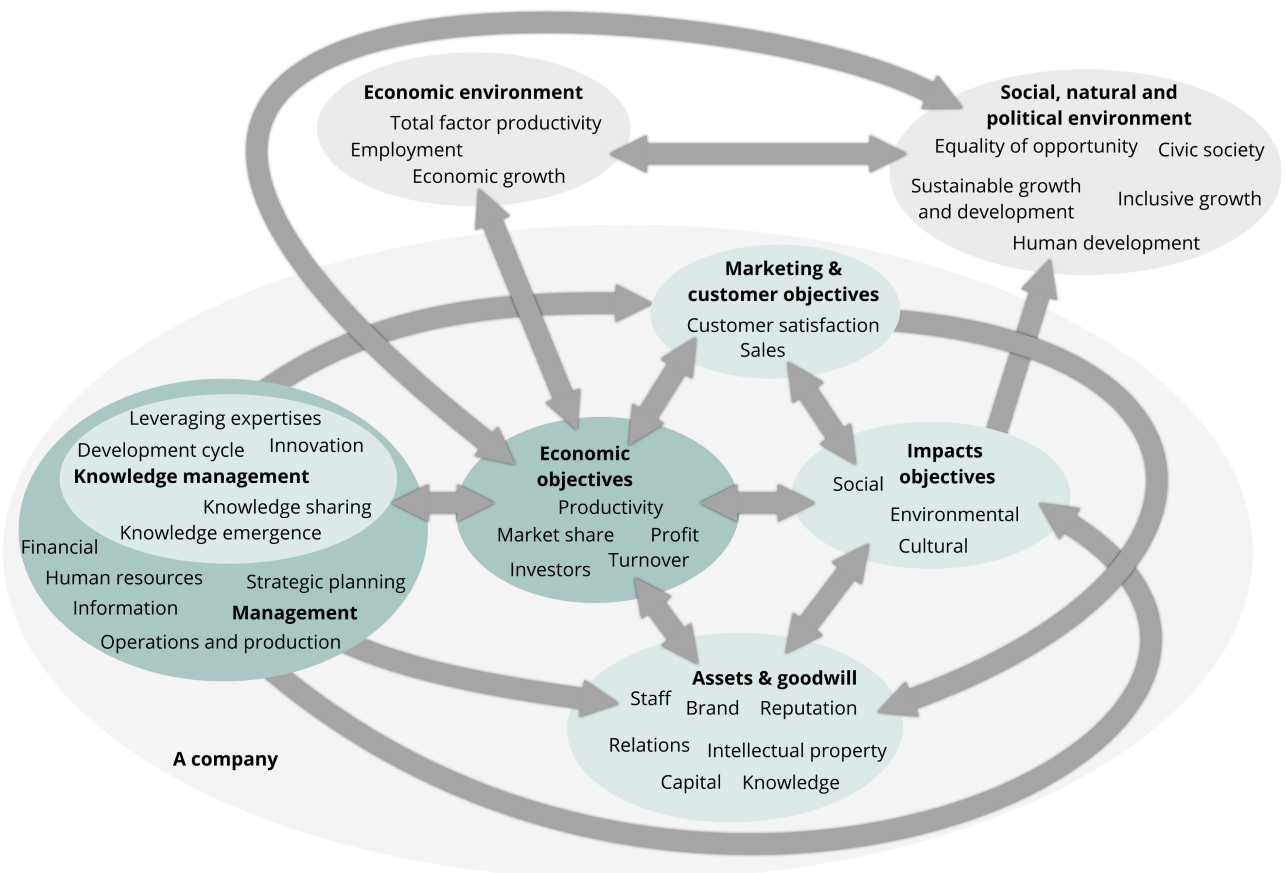 Economic environment
Total factor productivity
Employment
Economic growth
Social, natural and
political environment
Equality of opportunity
Civic society
Sustainable growth
and development
Inclusive growth
Human development
Marketing &
customer objectives
Customer satisfaction
Sales
Leveraging expertises
Development cycle
Innovation
Knowledge management
Knowledge sharing
Knowledge emergence
Financial
Human resources
Strategic planning
Information
Management
Operations and production
Economic
objectives
Productivity
Market share
Profit
Investors
Turnover
Impacts
objectives
Social
Environmental
Cultural
Assets & goodwill
Staff
Brand
Reputation
Relations
Intellectual property
Capital
Knowledge
A company